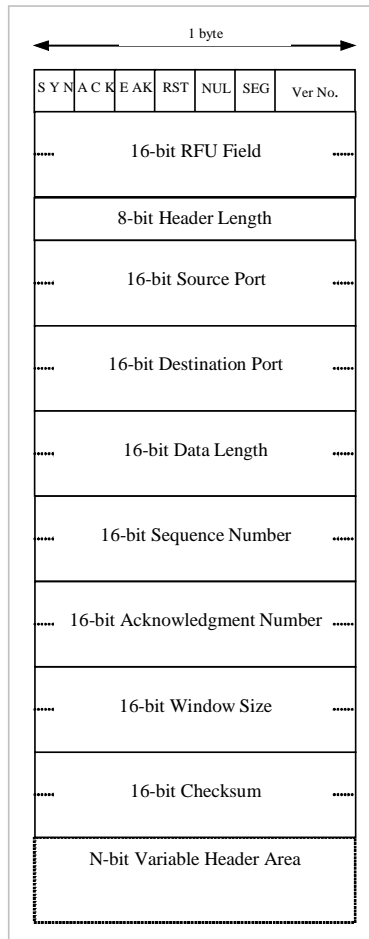 1 byte
S Y N A C K E AK RST NUL SEG Ver No.
16-bit RFU Field
8-bit Header Length
16-bit Source Port
16-bit Destination Port
16-bit Data Length
16-bit Sequence Number
16-bit Acknowledgment Number
16-bit Window Size
16-bit Checksum
N-bit Variable Header Area